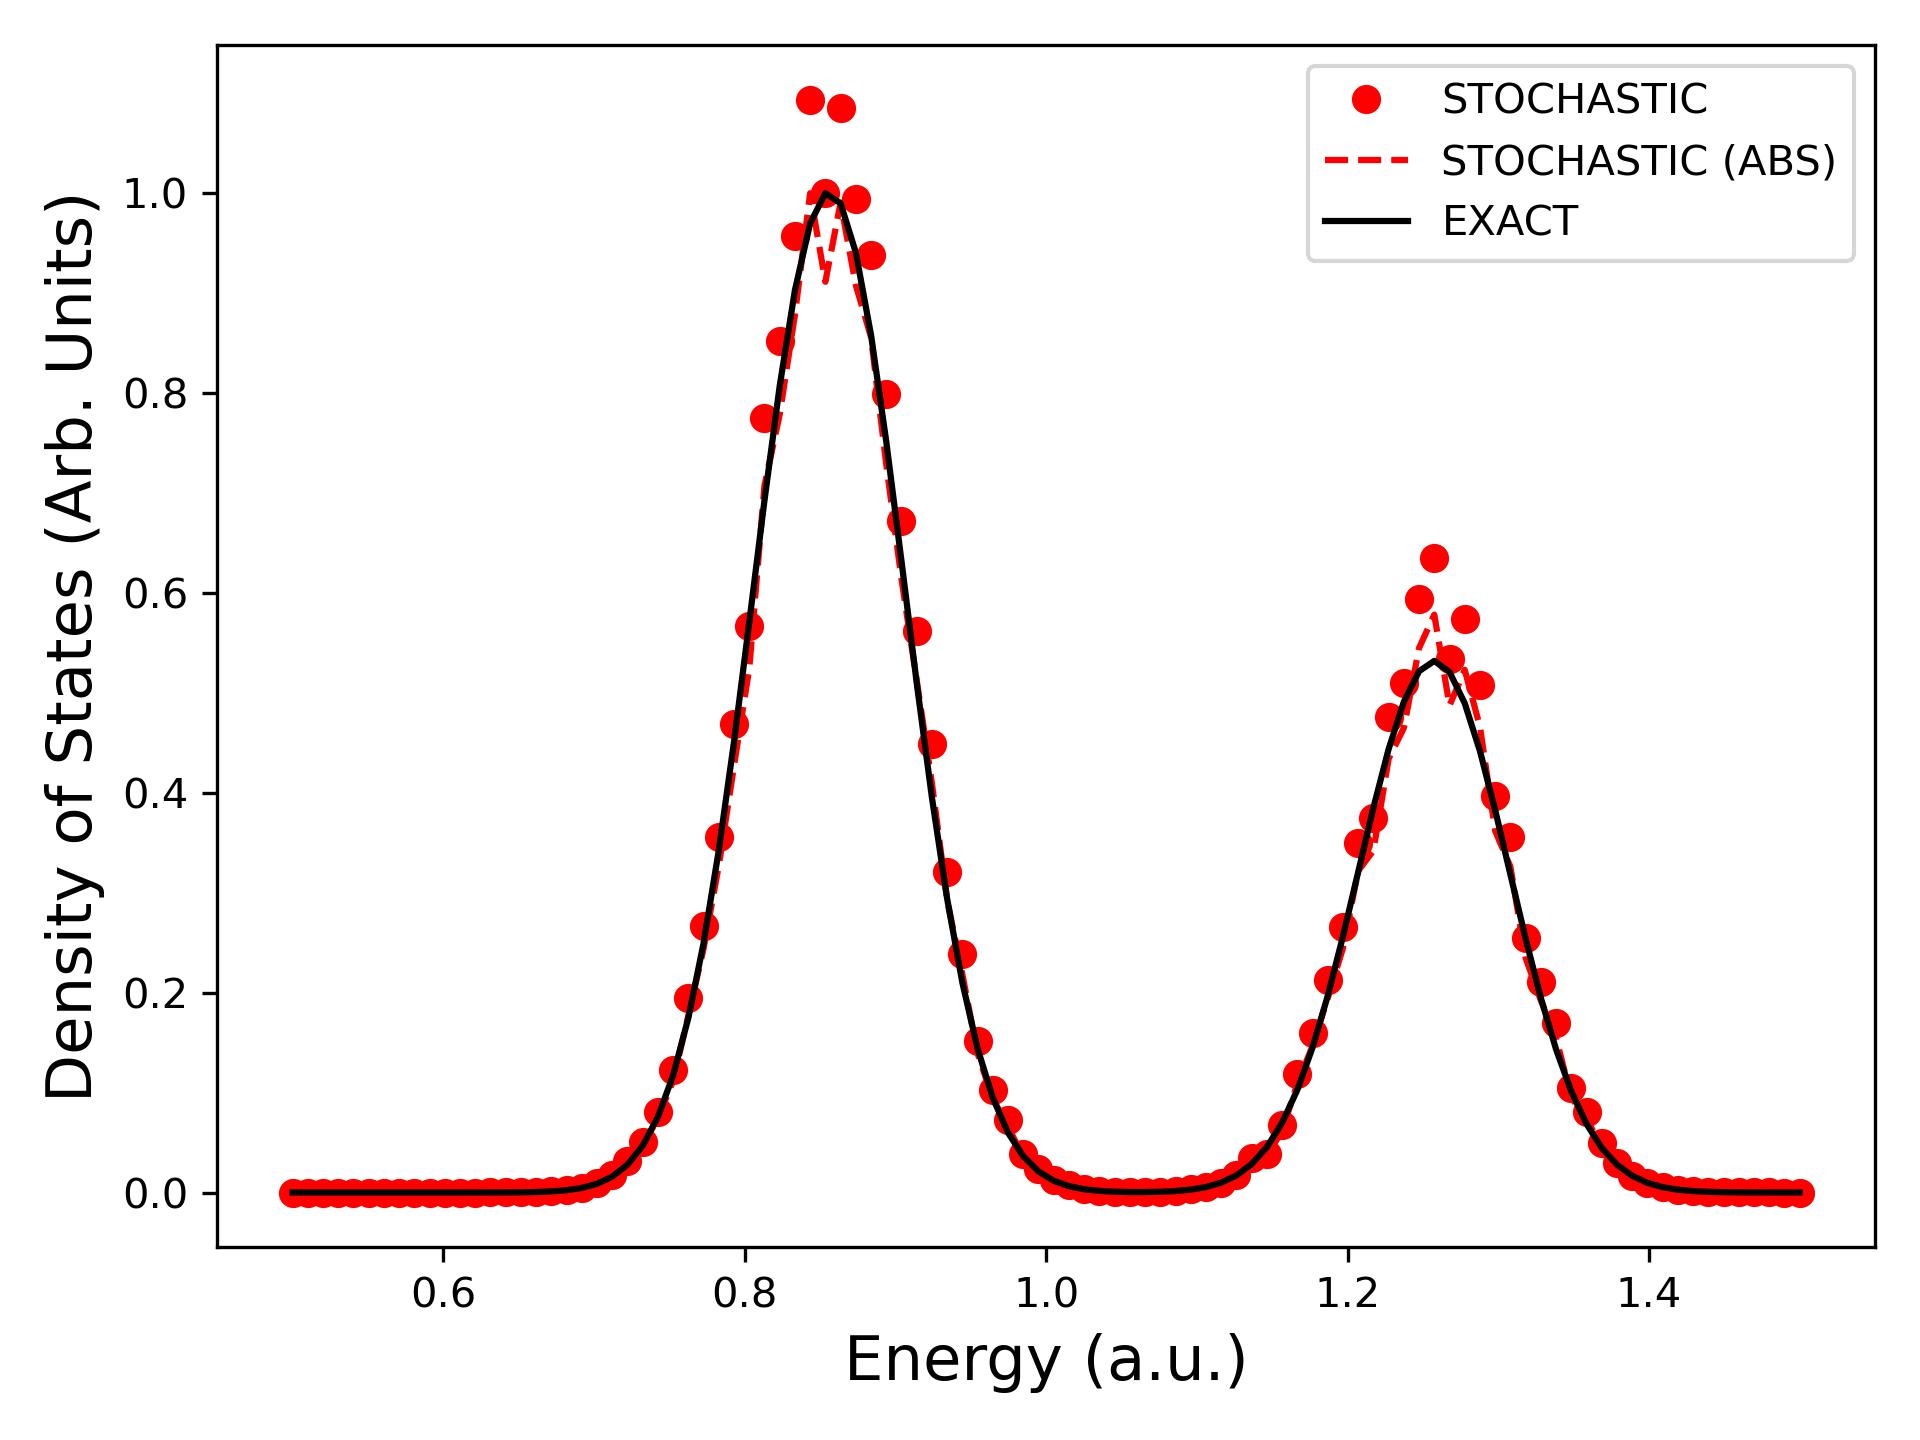 STOCHASTIC
STOCHASTIC (ABS)
EXACT
Density of States (Arb. Units)
1.0
0.8
0.6
0.4
0.2
0.0
0.6 0.8 1.0 1.2 1.4
Energy (a.u.)